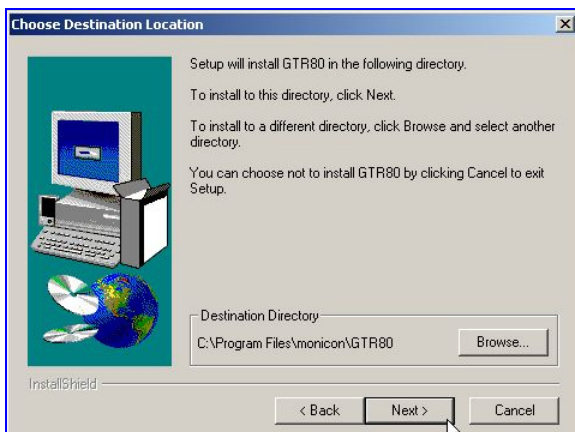 Choose Destination Location
Setup will install GTR80 in the following directory.
To install to this directory, click Next.
To install to a different directory, click Browse and select another
directory.
You can choose not to install GTR80 by clicking Cancel to exit
Setup.
Destination Directory
C:\Program Files\monicon\GTR80
Browse...
InstallShield
< Back
Next >
Cancel